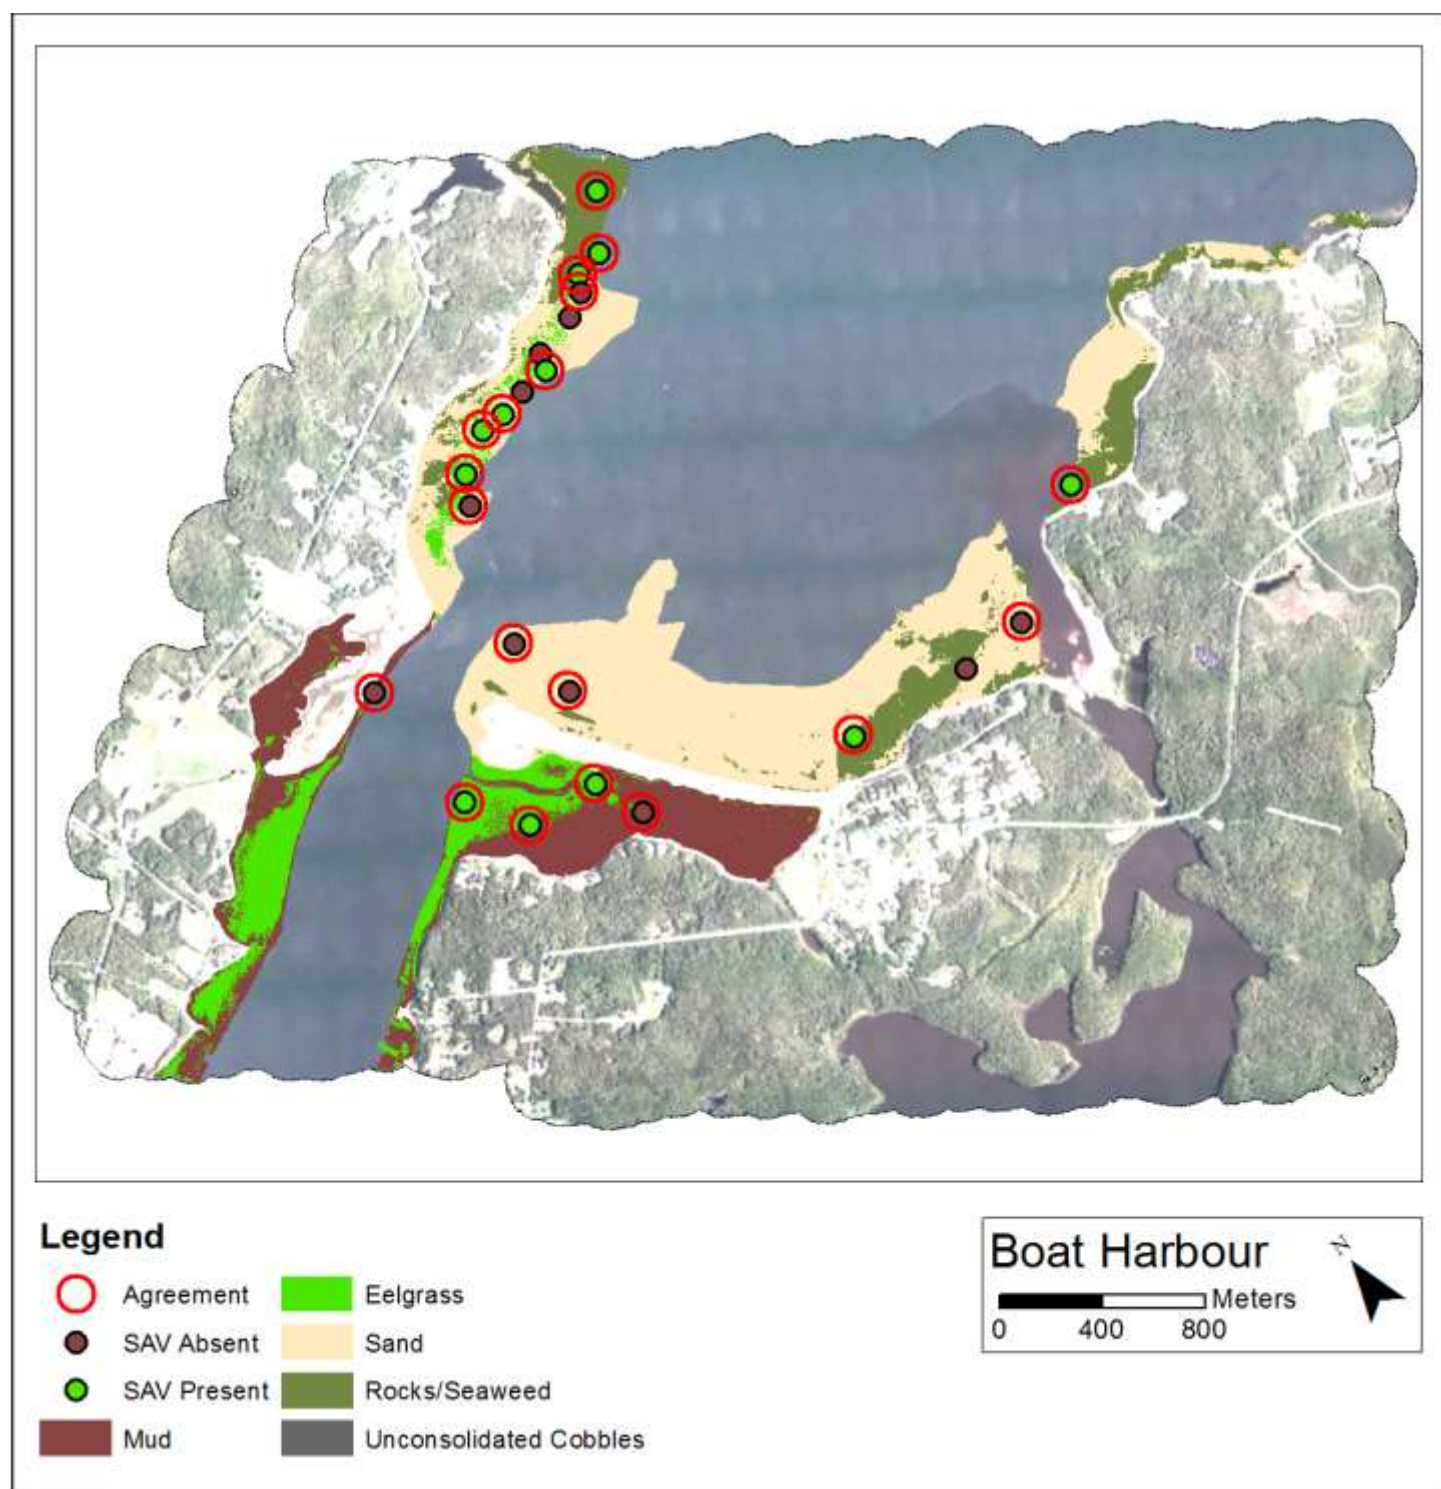 Legend
Agreement
Eelgrass
SAV Absent
Sand
SAV Present
Rocks/Seaweed
Mud
Unconsolidated Cobbles
Boat Harbour
N
Meters
0 400 800